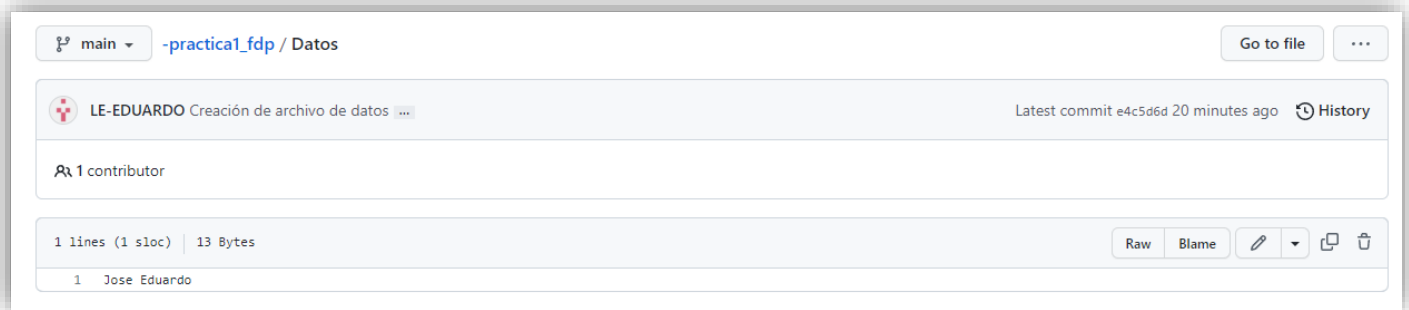 main -practica1_fdp / Datos Go to file ...
LE-EDUARDO Creación de archivo de datos ... Latest commit e4c5d6d 20 minutes ago History
1 contributor
1 lines (1 sloc) 13 Bytes Raw Blame
1 Jose Eduardo